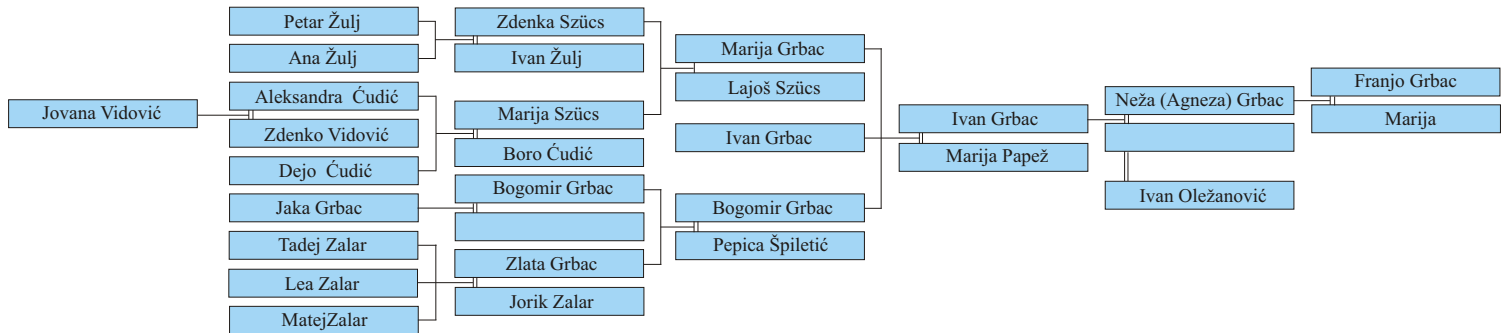 Petar Žulj
Ana Žulj
Aleksandra Ćudić
Jovana Vidović
Zdenko Vidović
Dejo Ćudić
Jaka Grbac
Tadej Zalar
Lea Zalar
MatejZalar
Zdenka Szücs
Ivan Žulj
Marija Szücs
Boro Ćudić
Bogomir Grbac
Zlata Grbac
Jorik Zalar
Marija Grbac
Lajoš Szücs
Ivan Grbac
Bogomir Grbac
Pepica Špiletić
Ivan Grbac
Marija Papež
Neža (Agneza) Grbac
Ivan Oležanović
Franjo Grbac
Marija